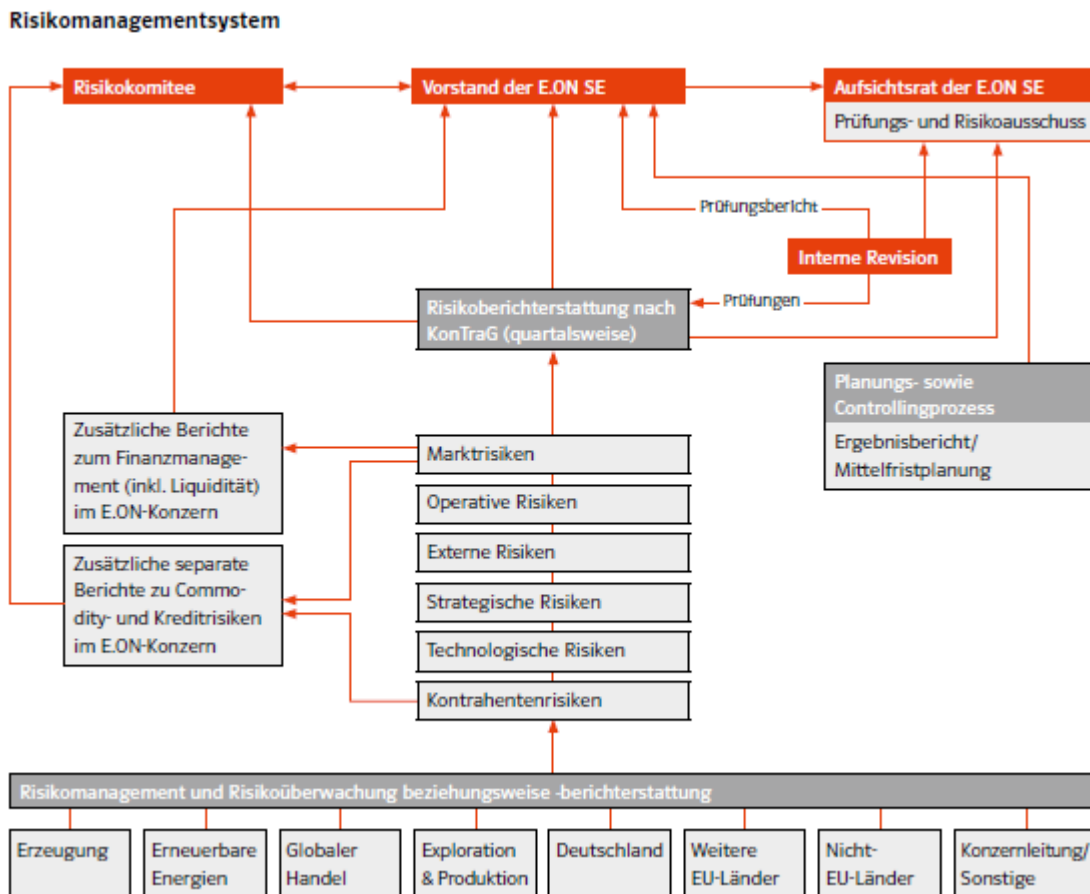 Risikomanagementsystem
Risikokomitee
Vorstand der E.ON SE
Aufsichtsrat der E.ON SE
Prüfungs- und Risikoausschuss
Prüfungsbericht
Interne Revision
Prüfungen
Risikoberichterstattung nach
KonTraG (quartalsweise)
Planungs- sowie
Controllingprozess
Ergebnisbericht/
Mittelfristplanung
Zusätzliche Berichte
zum Finanzmanage-
ment (inkl. Liquidität)
im E.ON-Konzern
Zusätzliche separate
Berichte zu Commo-
dity- und Kreditrisiken
im E.ON-Konzern
Marktrisiken
Operative Risiken
Externe Risiken
Strategische Risiken
Technologische Risiken
Kontrahentenrisiken
Risikomanagement und Risikoüberwachung beziehungsweise -berichterstattung
Erzeugung
Erneuerbare
Energien
Globaler
Handel
Exploration
& Produktion
Deutschland
Weitere
EU-Länder
Nicht-
EU-Länder
Konzernleitung/
Sonstige